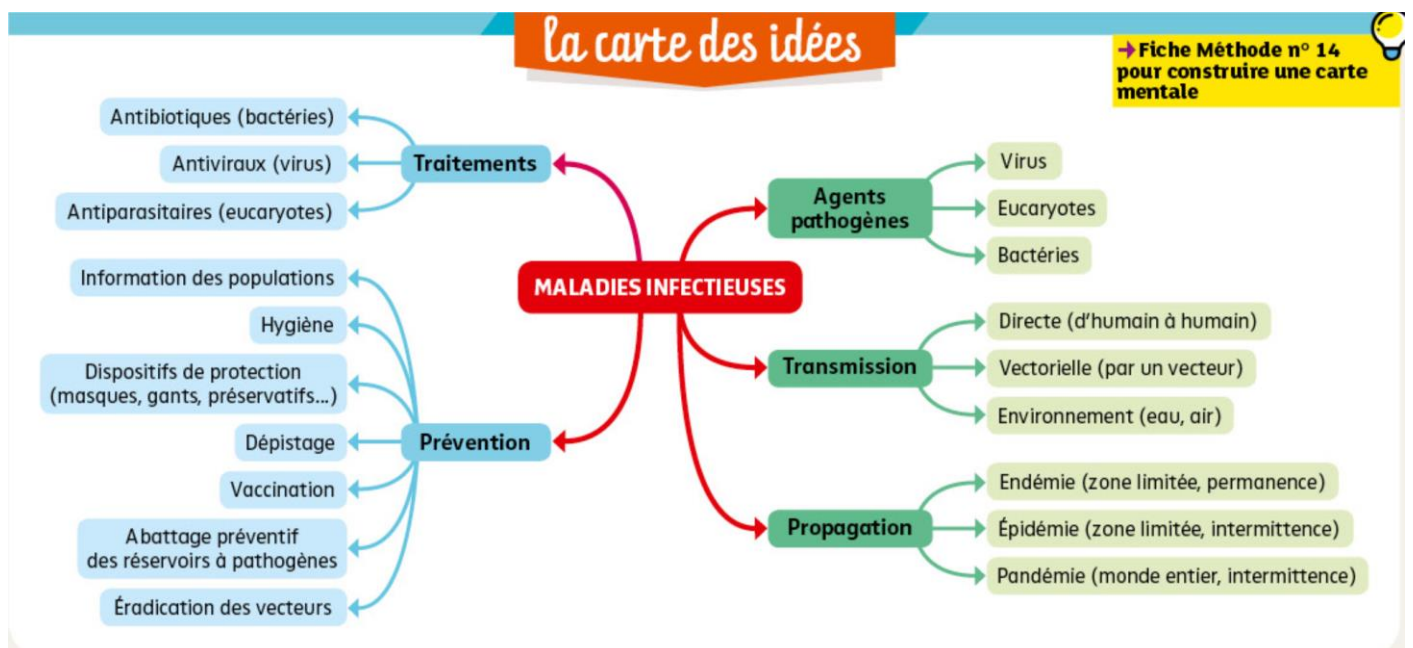 la carte des idées
→Fiche Méthode n° 14
pour construire une carte
mentale
Antibiotiques (bactéries)
Antiviraux (virus)
Antiparasitaires (eucaryotes)
Traitements
Information des populations
Hygiène
Dispositifs de protection
(masques, gants, préservatifs...)
Dépistage
Vaccination
Abattage préventif
des réservoirs à pathogènes
Éradication des vecteurs
Prévention
MALADIES INFECTIEUSES
Agents
pathogènes
Virus
Eucaryotes
Bactéries
Transmission
Directe (d'humain à humain)
Vectorielle (par un vecteur)
Environnement (eau, air)
Propagation
Endémie (zone limitée, permanence)
Épidémie (zone limitée, intermittence)
Pandémie (monde entier, intermittence)